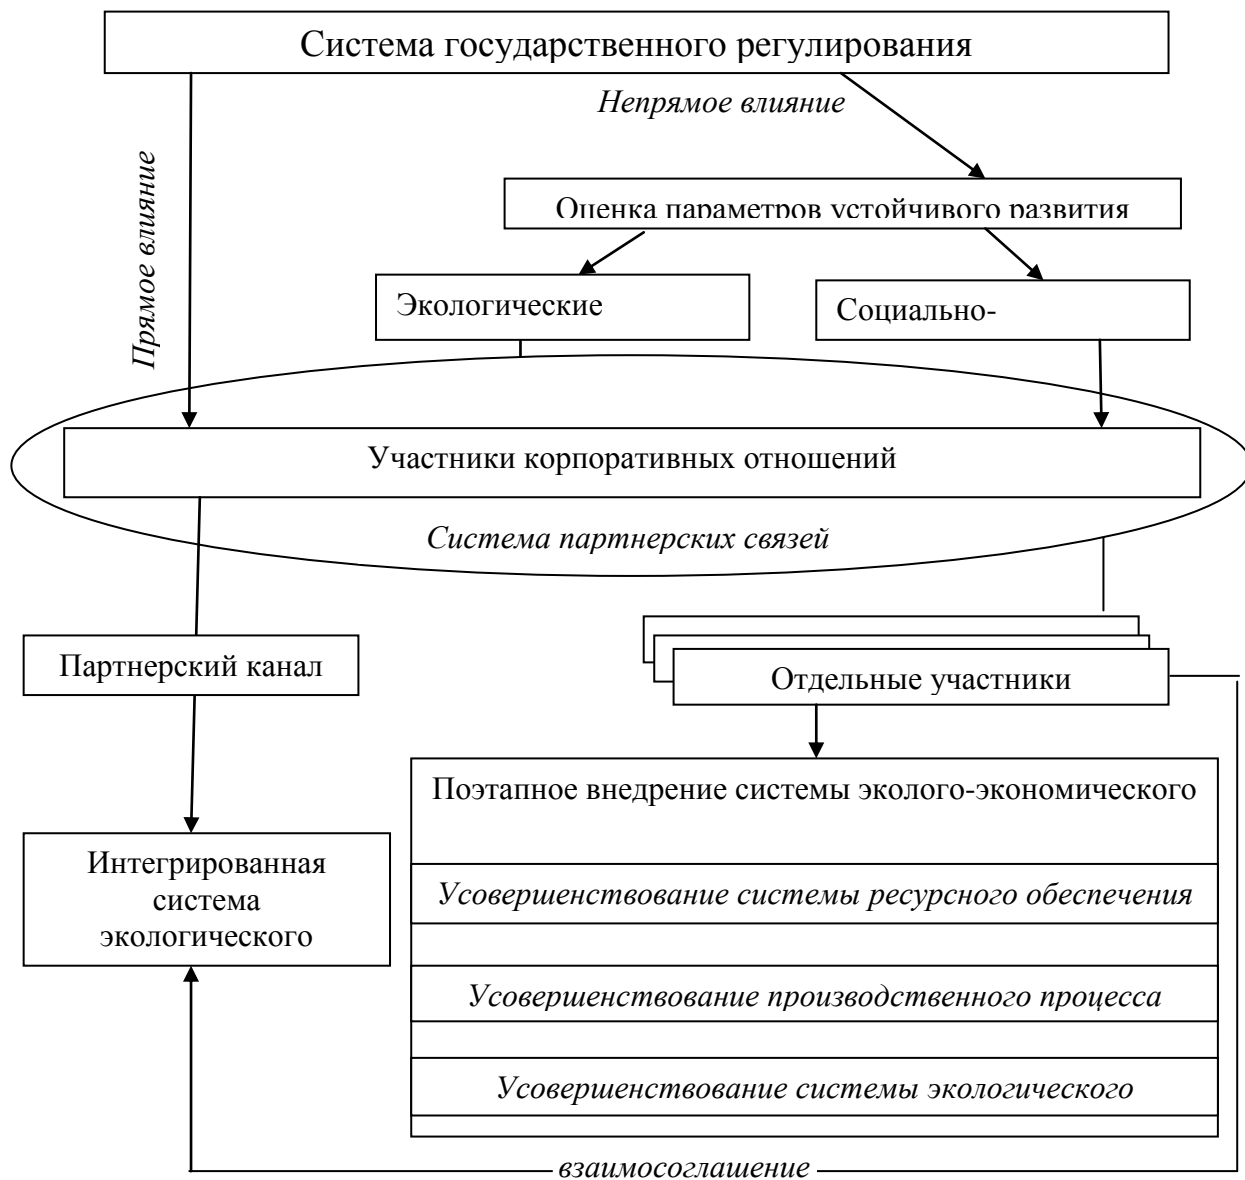 Система государственного регулирования
Непрямое влияние
Прямое влияние
Оценка параметров устойчивого развития
Экологические
Социально-
Участники корпоративных отношений
Система партнерских связей
Партнерский канал
Отдельные участники
Поэтапное внедрение системы эколого-экономического
Интегрированная
система
экологического
Усовершенствование системы ресурсного обеспечения
Усовершенствование производственного процесса
Усовершенствование системы экологического
взаимосоглашение